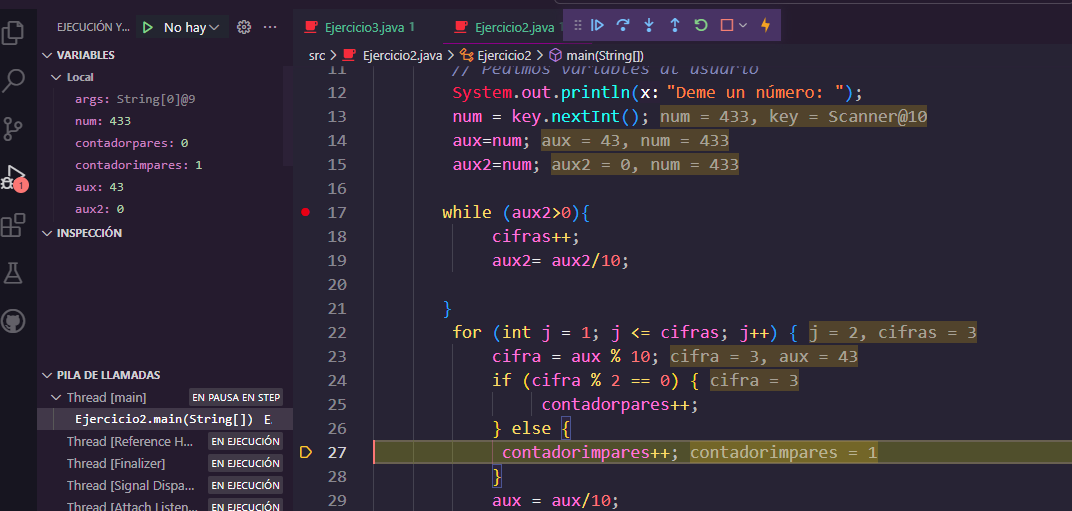 EJECUCIÓN Y... No hay ...
Ejercicio3.java 1 Ejercicio2.java
src > Ejercicio2.java > Ejercicio2 > main(String[])
VARIABLES
Local
args: String[0]@9
num: 433
contadorpares: 0
contadorimpares: 1
aux: 43
aux2: 0
INSPECCIÓN
PILA DE LLAMADAS
Thread [main] EN PAUSA EN STEP
Ejercicio2.main(String[]) E.
Thread [Reference H... EN EJECUCIÓN
Thread [Finalizer] EN EJECUCIÓN
Thread [Signal Dispa... EN EJECUCIÓN
Thread [Attach Listen... EN EJECUCIÓN
1
11 // Pedimos variables al usuario
12 System.out.println(x: "Deme un número: ");
13 num = key.nextInt(); num = 433, key = Scanner@10
14 aux=num; aux = 43, num = 433
15 aux2=num; aux2 = 0, num = 433
16
17 while (aux2>0){
18 cifras++;
19 aux2= aux2/10;
20
21 }
22 for (int j = 1; j <= cifras; j++) { j = 2, cifras = 3
23 cifra = aux % 10; cifra = 3, aux = 43
24 if (cifra % 2 == 0) { cifra = 3
25 contadorpares++;
26 } else {
27 contadorimpares++; contadorimpares = 1
28 }
29 aux = aux/10;